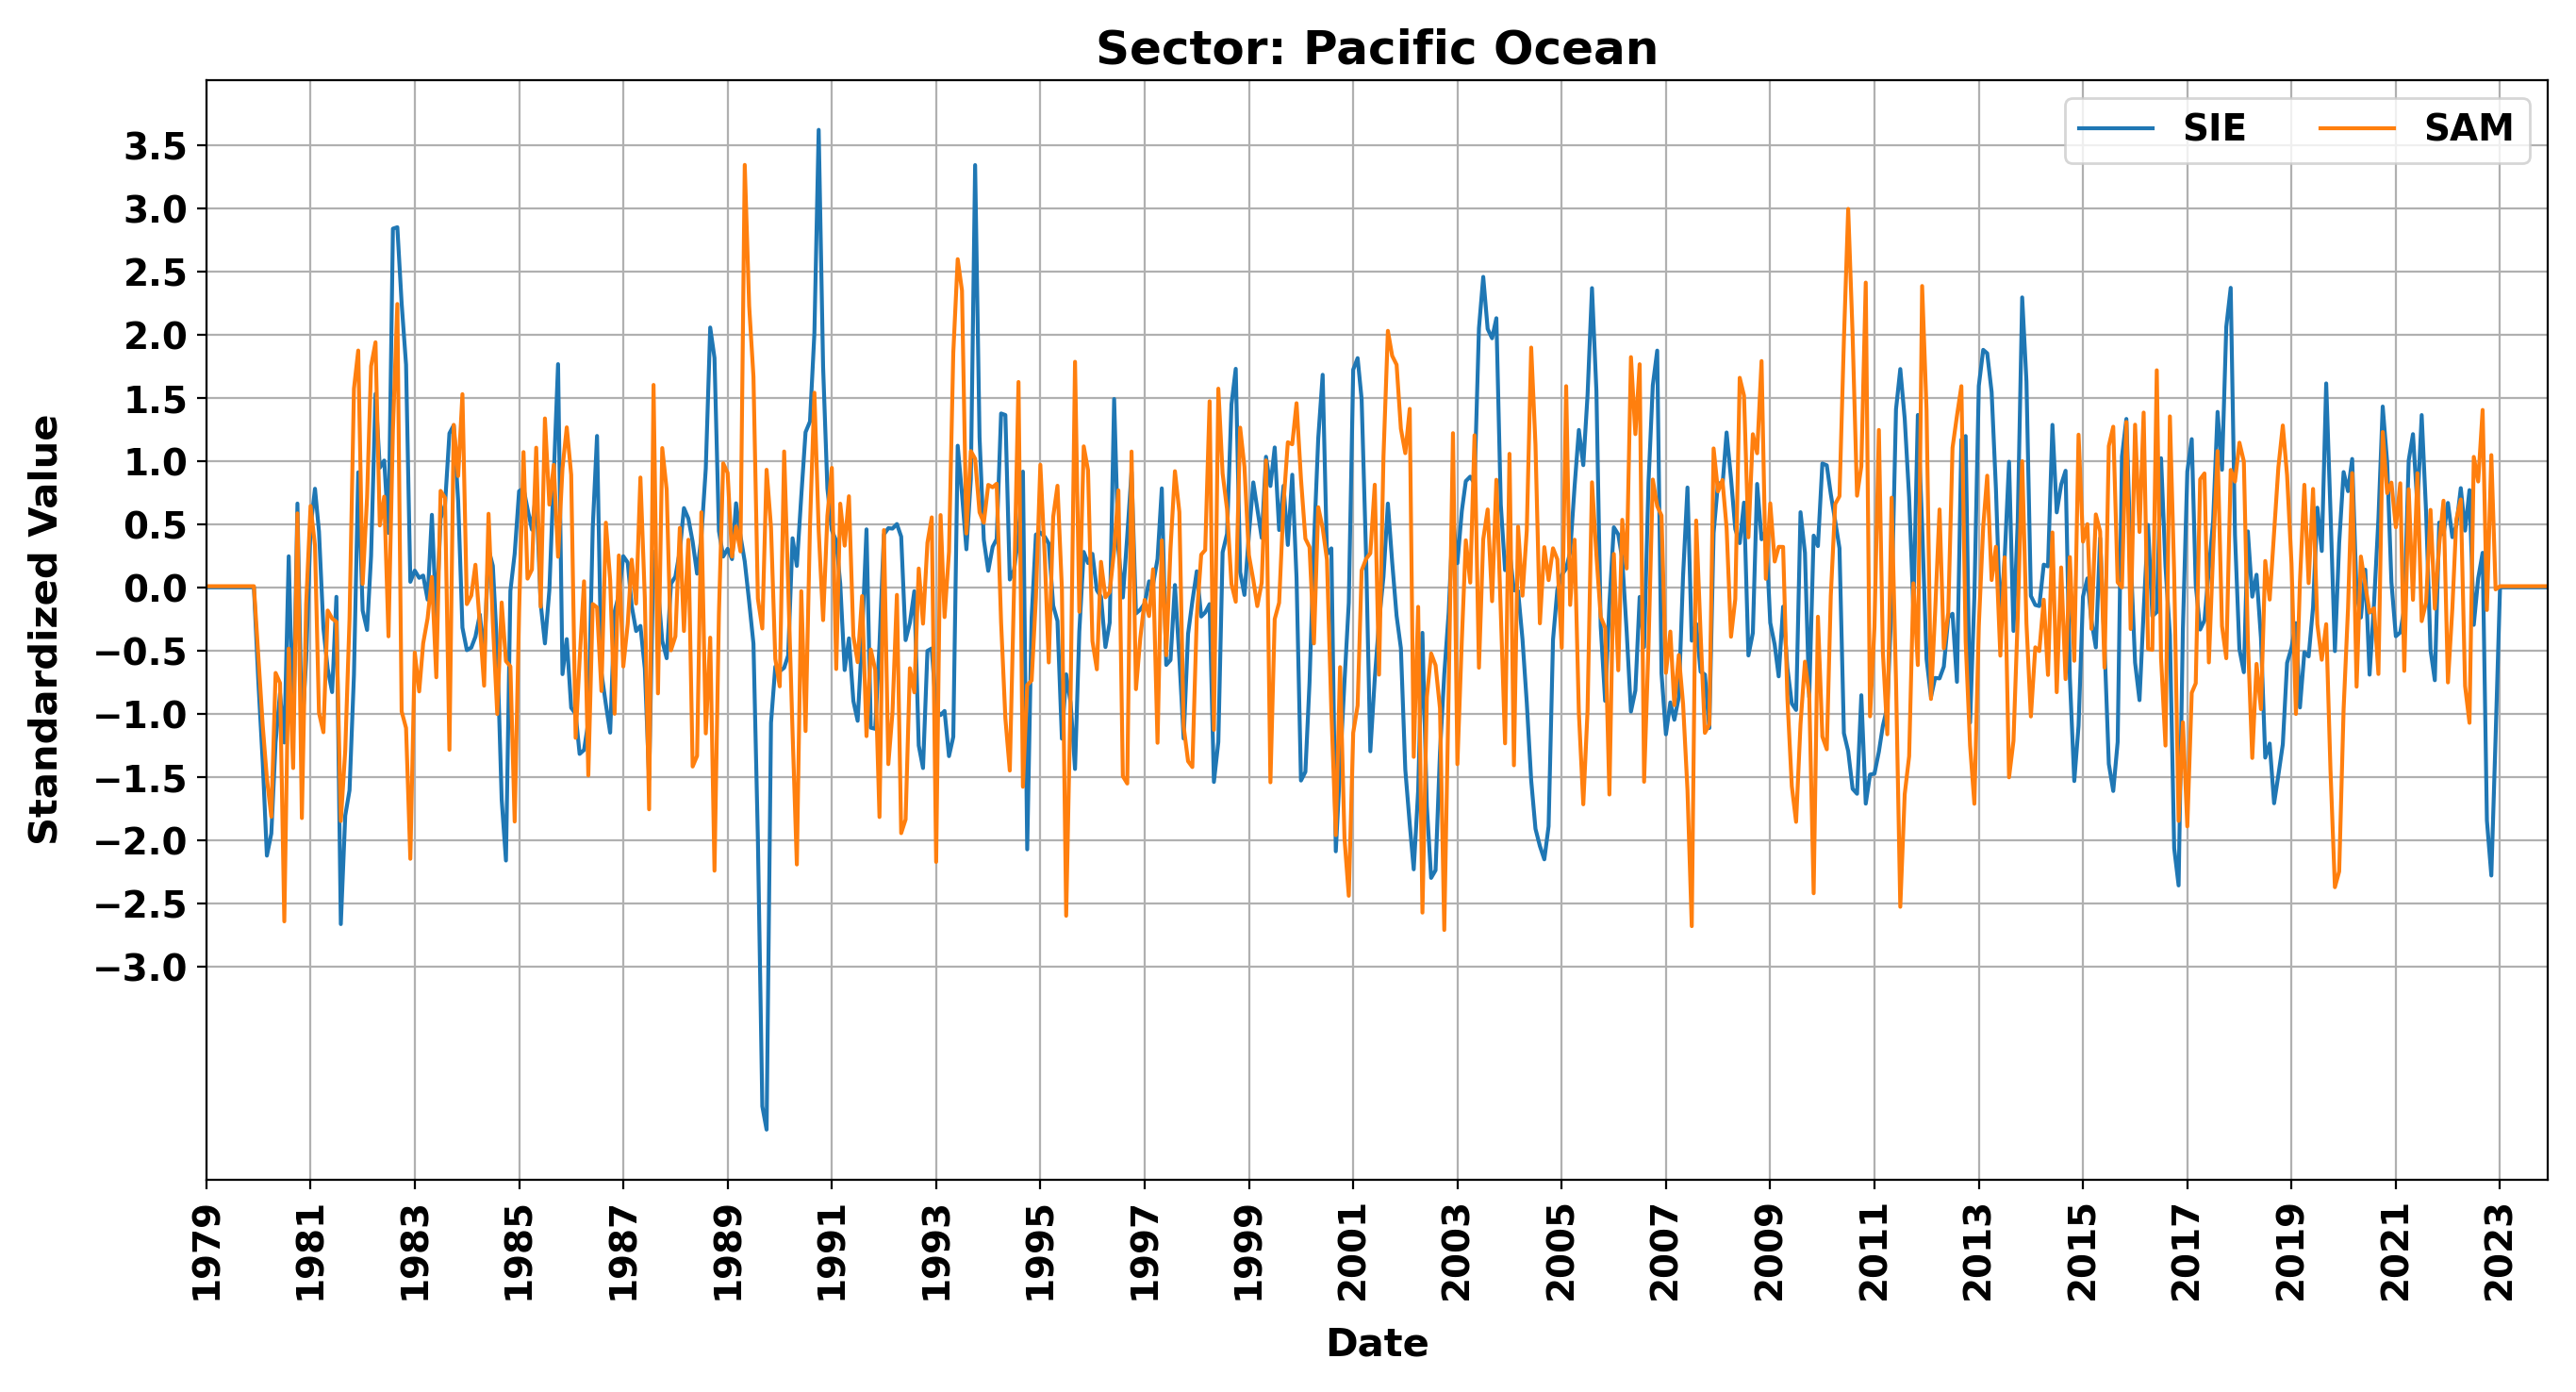 Sector: Pacific Ocean
SIE SAM
Standardized Value
3.5
3.0
2.5
2.0
1.5
1.0
0.5
0.0
−0.5
−1.0
−1.5
−2.0
−2.5
−3.0
1979 1981 1983 1985 1987 1989 1991 1993 1995 1997 1999 2001 2003 2005 2007 2009 2011 2013 2015 2017 2019 2021 2023
Date